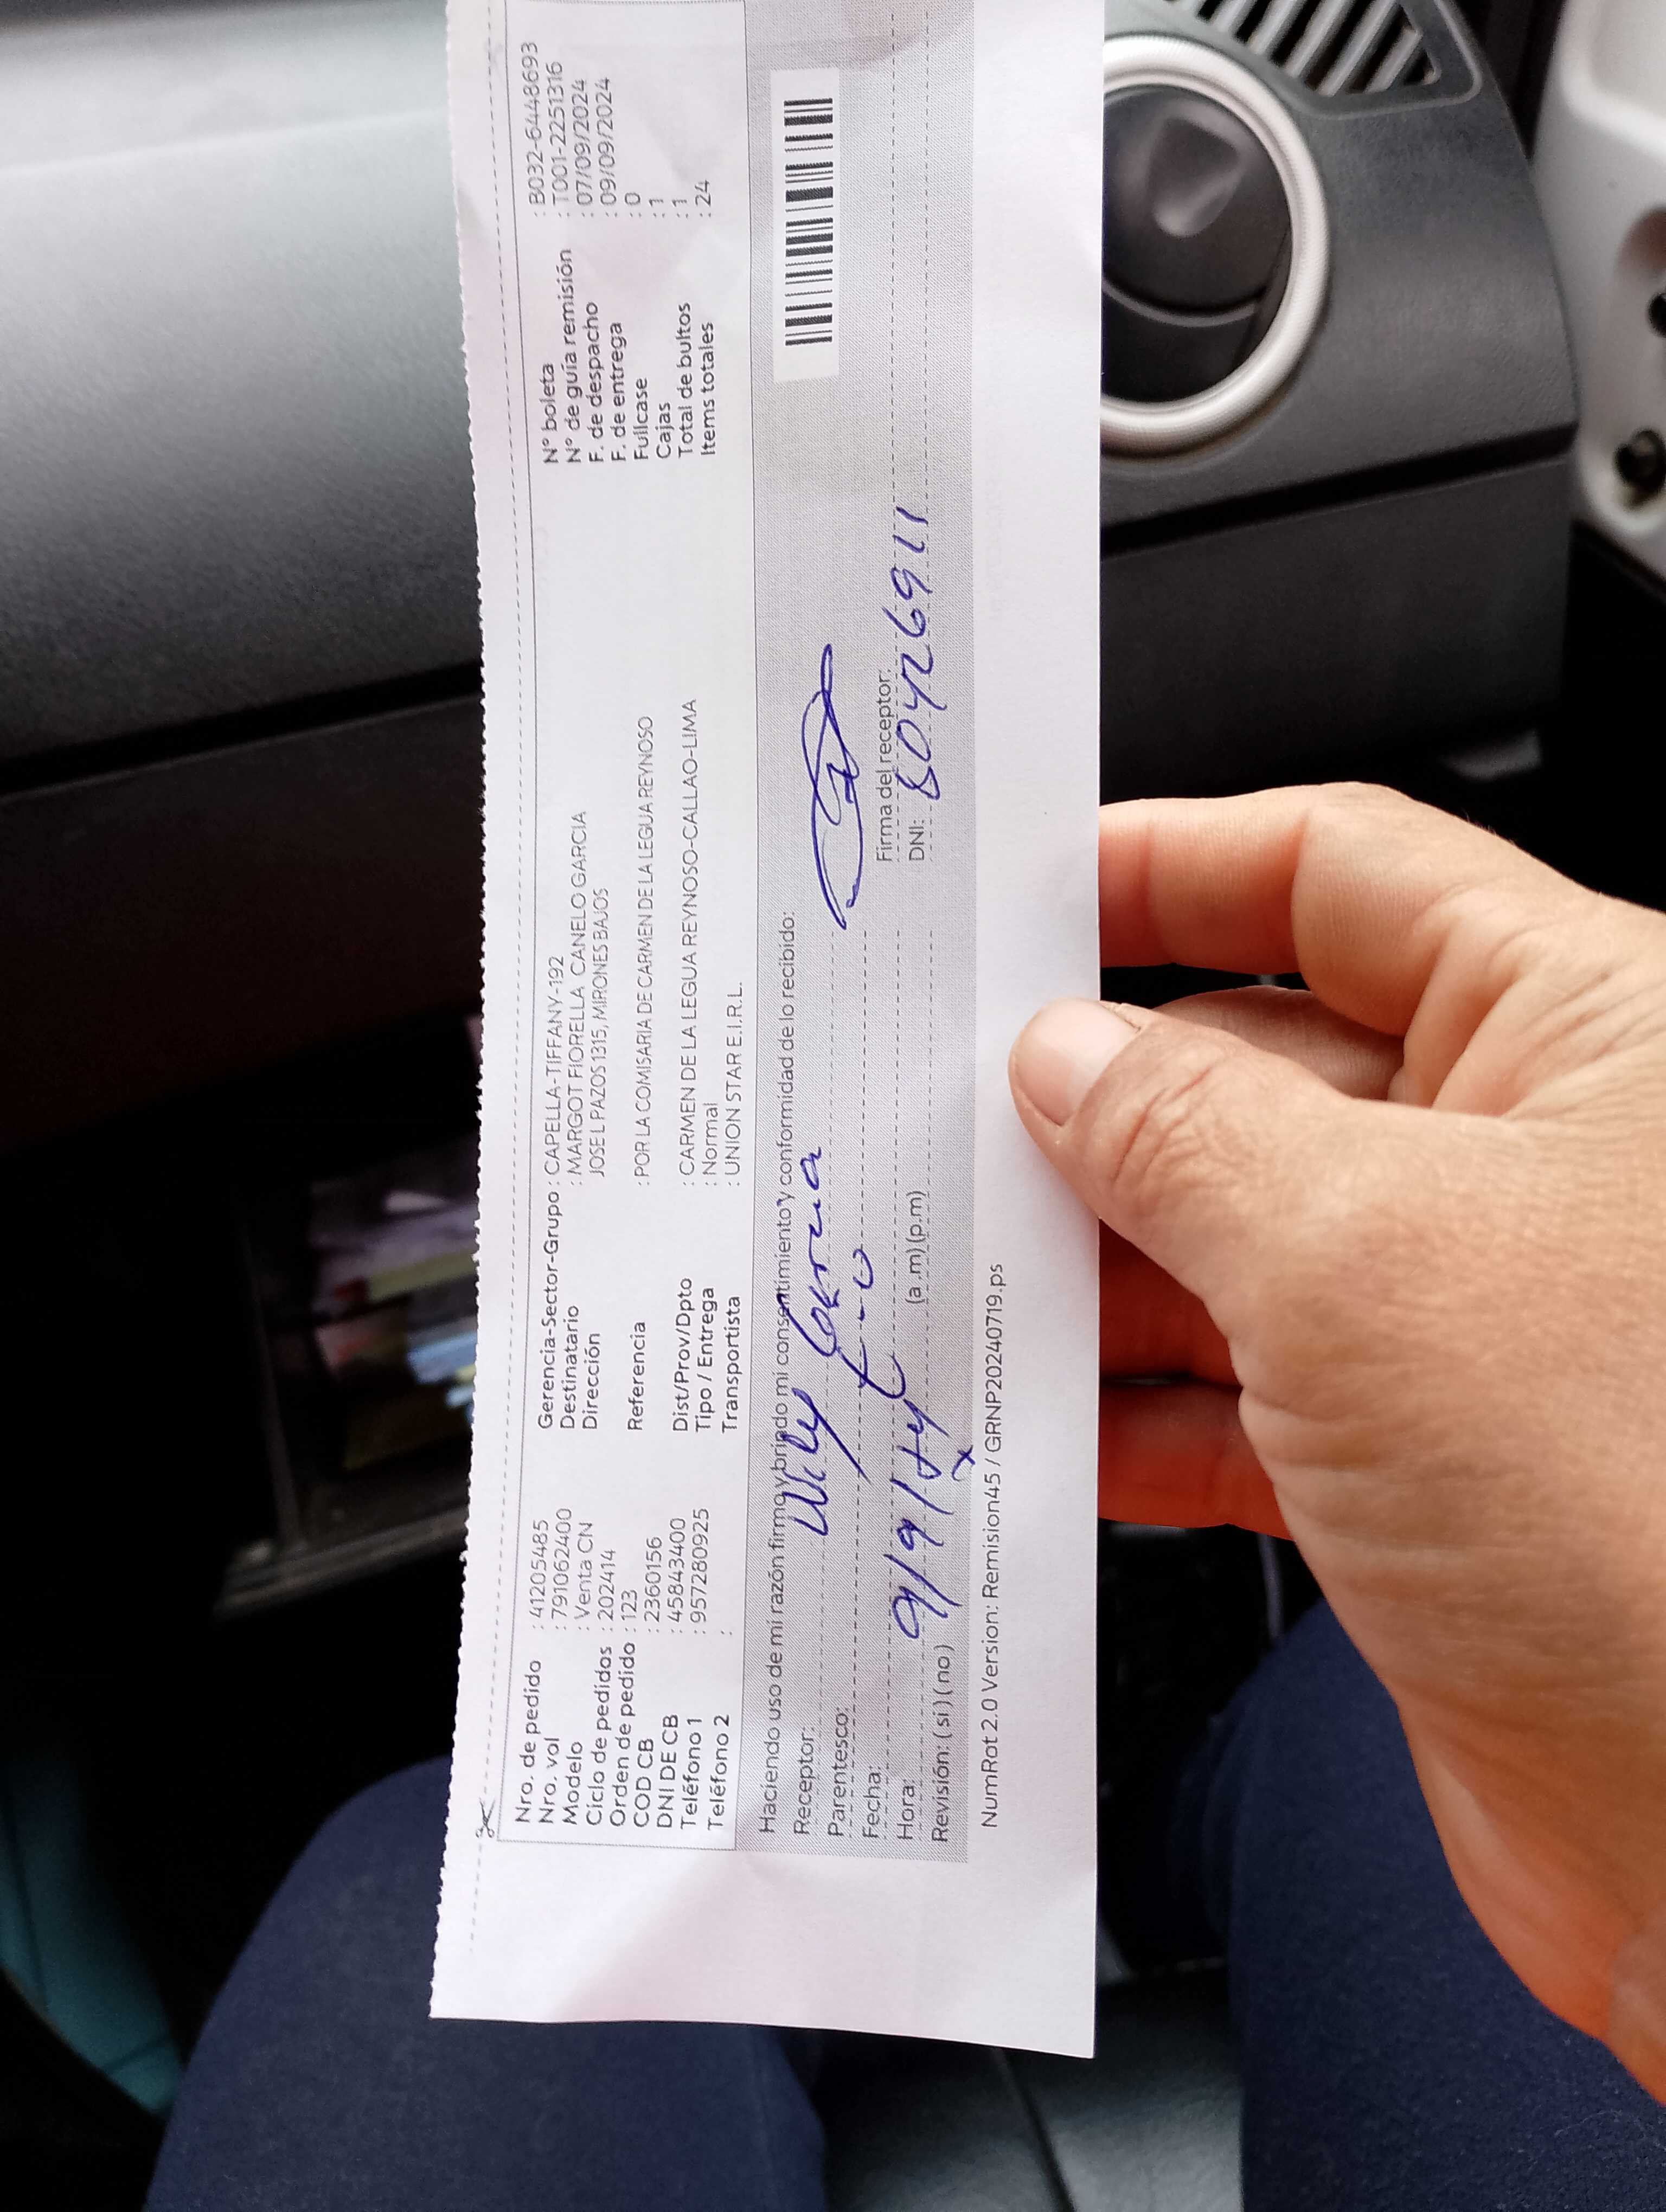 Nro. de pedido : 41205485
Nro. vol : 791062400
Modelo : Venta CN
Ciclo de pedidos : 202414
Orden de pedido : 123
COD CB : 2360156
DNI DE CB : 45843400
Teléfono 1 : 957280925
Teléfono 2 :
Gerencia-Sector-Grupo : CAPELLA-TIFFANY-192
Destinatario : MARGOT FIORELLA CANELO GARCIA
Dirección JOSE L PAZOS 1315, MIRONES BAJOS
Referencia : POR LA COMISARIA DE CARMEN DE LA LEGUA REYNOSO
Dist/Prov/Dpto : CARMEN DE LA LEGUA REYNOSO-CALLAO-LIMA
Tipo / Entrega : Normal
Transportista : UNION STAR E.I.R.L.
N° boleta : B032-6448693
N° de guía remisión : T001-2251316
F. de despacho : 07/09/2024
F. de entrega : 09/09/2024
Fullcase : 0
Cajas : 1
Total de bultos : 1
Items totales : 24
Haciendo uso de mi razón firmo y brindo mi consentimiento y conformidad de lo recibido:
Receptor:
Parentesco:
Fecha: 9/9/24
Hora: (a.m) (p.m)
Revisión: ( si ) ( no )
Firma del receptor:
DNI: 80426911
NumRot 2.0 Version: Remision45 / GRNP20240719.ps